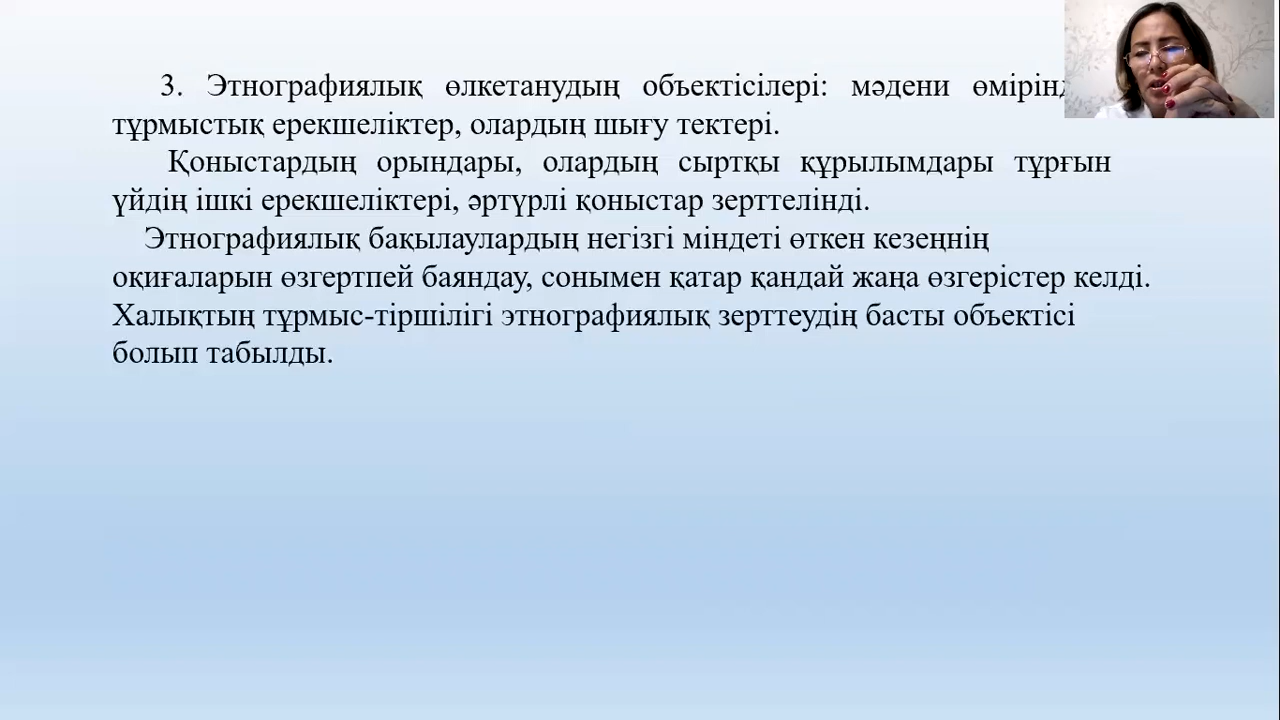 3. Этнографиялық өлкетанудың объектісілері: мәдени
тұрмыстық ерекшеліктер, олардың шығу тектері.
Қоныстардың орындары, олардың сыртқы құрылымдары тұрғын
үйдің ішкі ерекшеліктері, әртүрлі қоныстар зерттелінді.
Этнографиялық бақылаулардың негізгі міндеті өткен кезеңнің
оқиғаларын өзгертпей баяндау, сонымен қатар қандай жаңа өзгерістер келді.
Халықтың тұрмыс-тіршілігі этнографиялық зерттеудің басты объектісі
болып табылды.